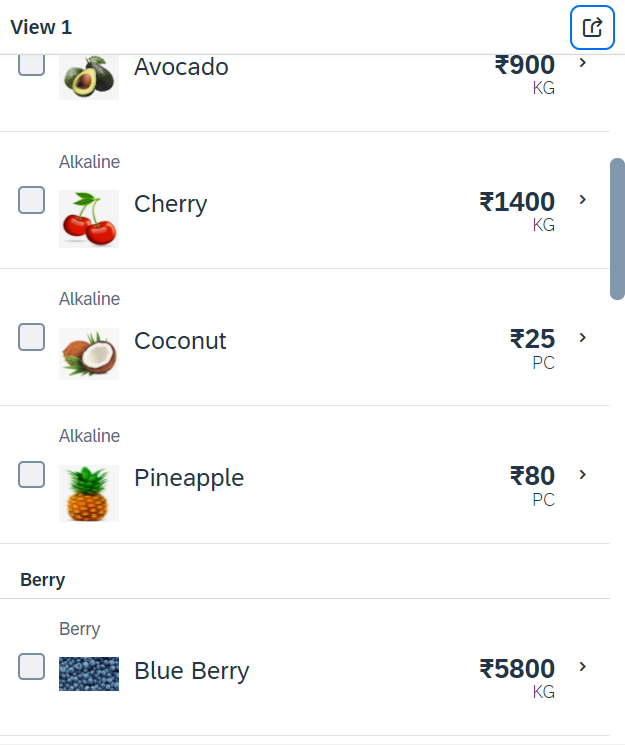 View 1
Avocado ₹900
KG
Alkaline
Cherry ₹1400
KG
Alkaline
Coconut ₹25
PC
Alkaline
Pineapple ₹80
PC
Berry
Berry
Blue Berry ₹5800
KG